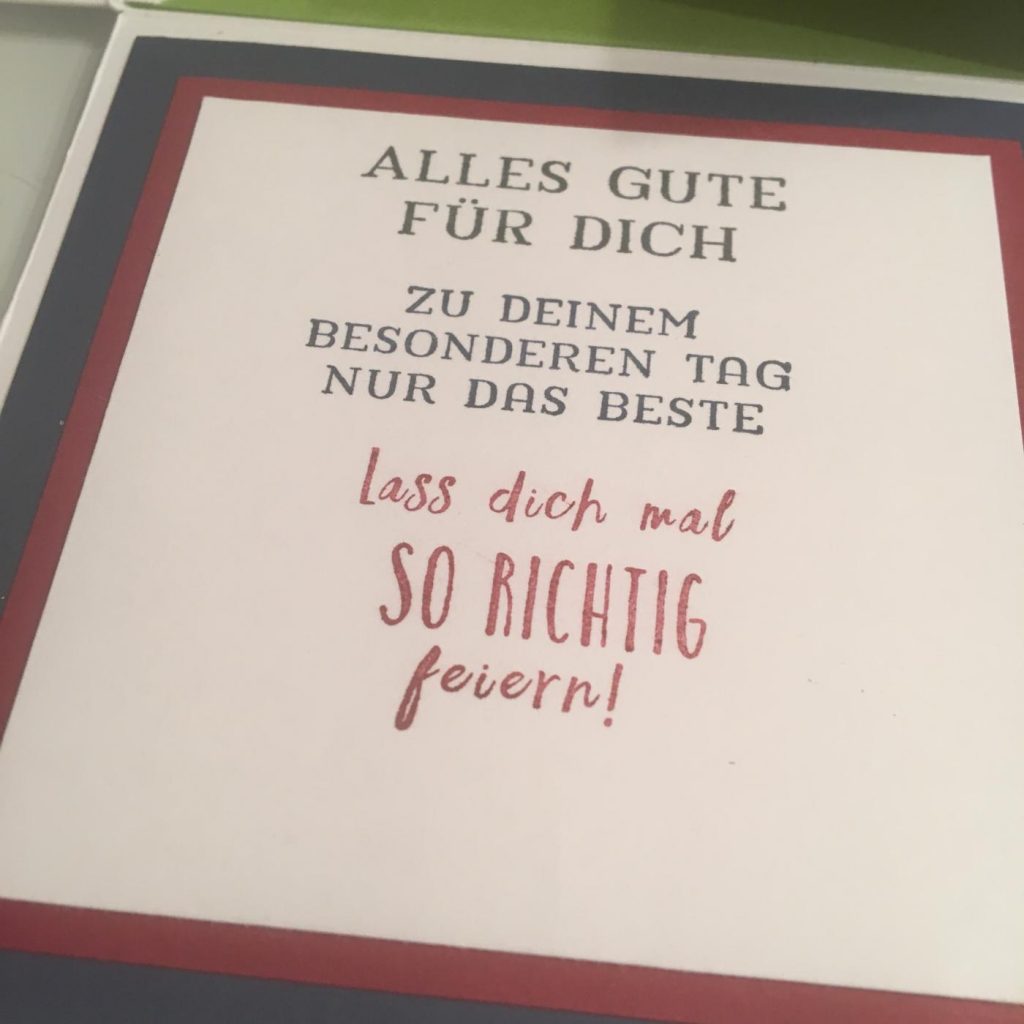 ALLES GUTE
FÜR DICH
ZU DEINEM
BESONDEREN TAG
NUR DAS BESTE
Lass dich mal
SO RICHTIG
feiern!